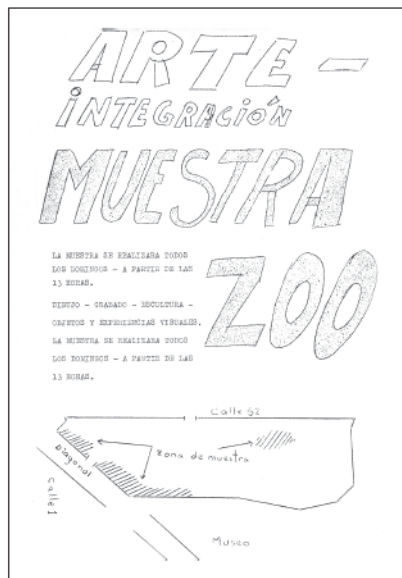 ARTE -
INTEGRACIÓN
MUESTRA
ZOO
LA MUESTRA SE REALIZARA TODOS
LOS DOMINGOS - A PARTIR DE LAS
13 HORAS.
DIBUJO - GRABADO - ESCULTURA -
OBJETOS Y EXPERIENCIAS VISUALES.
LA MUESTRA SE REALIZARA TODOS
LOS DOMINGOS - A PARTIR DE LAS
13 HORAS.
Calle 52
zona de muestra
Diagonal
calle 1
Museo